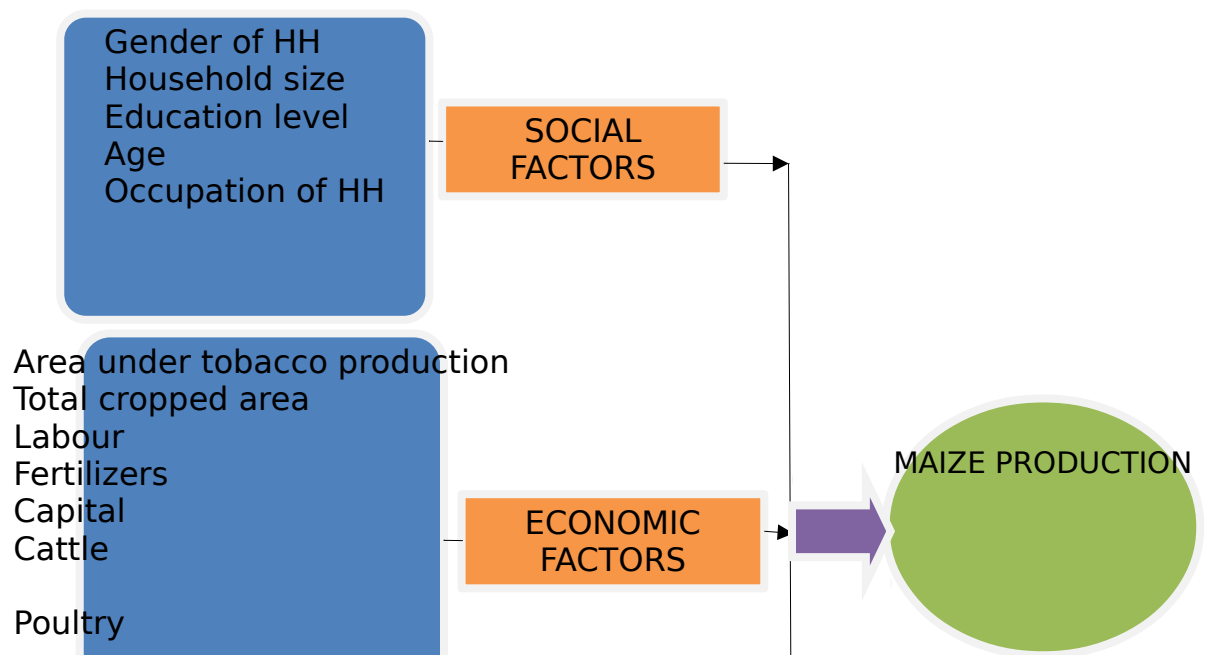 Gender of HH
Household size
Education level
Age
Occupation of HH
SOCIAL
FACTORS
Area under tobacco production
Total cropped area
Labour
Fertilizers
Capital
Cattle
Poultry
ECONOMIC
FACTORS
MAIZE PRODUCTION